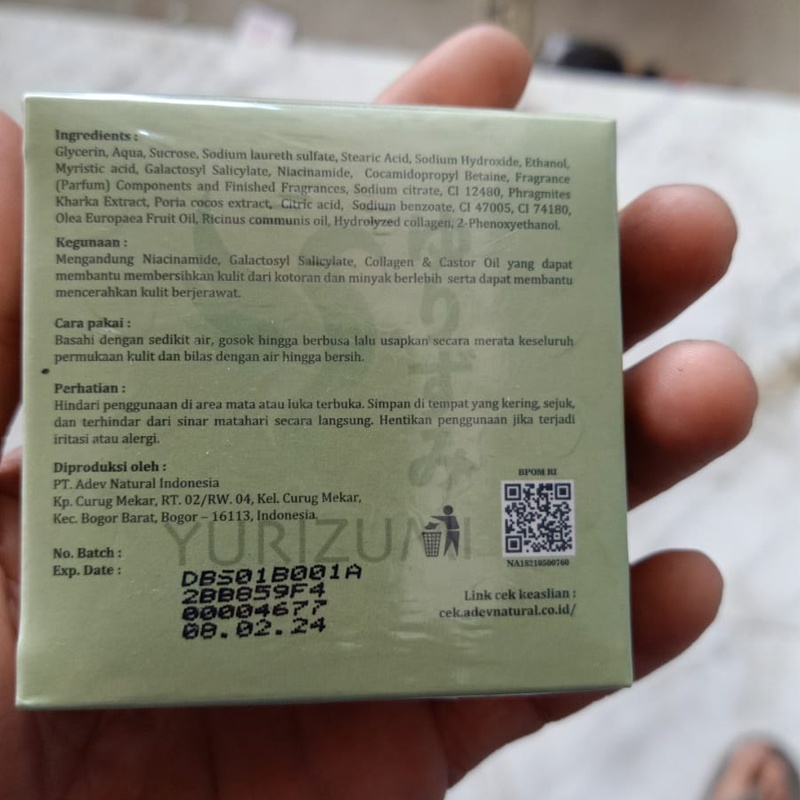 Ingredients :
Glycerin, Aqua, Sucrose, Sodium laureth sulfate, Stearic Acid, Sodium Hydroxide, Ethanol,
Myristic acid, Galactosyl Salicylate, Niacinamide, Cocamidopropyl Betaine, Fragrance
(Parfum) Components and Finished Fragrances, Sodium citrate, CI 12480, Phragmites
Kharka Extract, Poria cocos extract, Citric acid, Sodium benzoate, CI 47005, CI 74180,
Olea Europaea Fruit Oil, Ricinus communis oil, Hydrolyzed collagen, 2-Phenoxyethanol.
Kegunaan :
Mengandung Niacinamide, Galactosyl Salicylate, Collagen & Castor Oil yang dapat
membantu membersihkan kulit dari kotoran dan minyak berlebih serta dapat membantu
mencerahkan kulit berjerawat.
Cara pakai :
Basahi dengan sedikit air, gosok hingga berbusa lalu usapkan secara merata keseluruh
permukaan kulit dan bilas dengan air hingga bersih.
Perhatian :
Hindari penggunaan di area mata atau luka terbuka. Simpan di tempat yang kering, sejuk,
dan terhindar dari sinar matahari secara langsung. Hentikan penggunaan jika terjadi
iritasi atau alergi.
Diproduksi oleh :
PT. Adev Natural Indonesia
Kp. Curug Mekar, RT. 02/RW. 04, Kel. Curug Mekar,
Kec. Bogor Barat, Bogor – 16113, Indonesia.
YURIZUMI
ゆりずみ
No. Batch :
Exp. Date :
DBS01B001A
2BB859F4
00004677
08.02.24
BPOM RI
NA18210500760
Link cek keaslian :
cek.adevnatural.co.id/